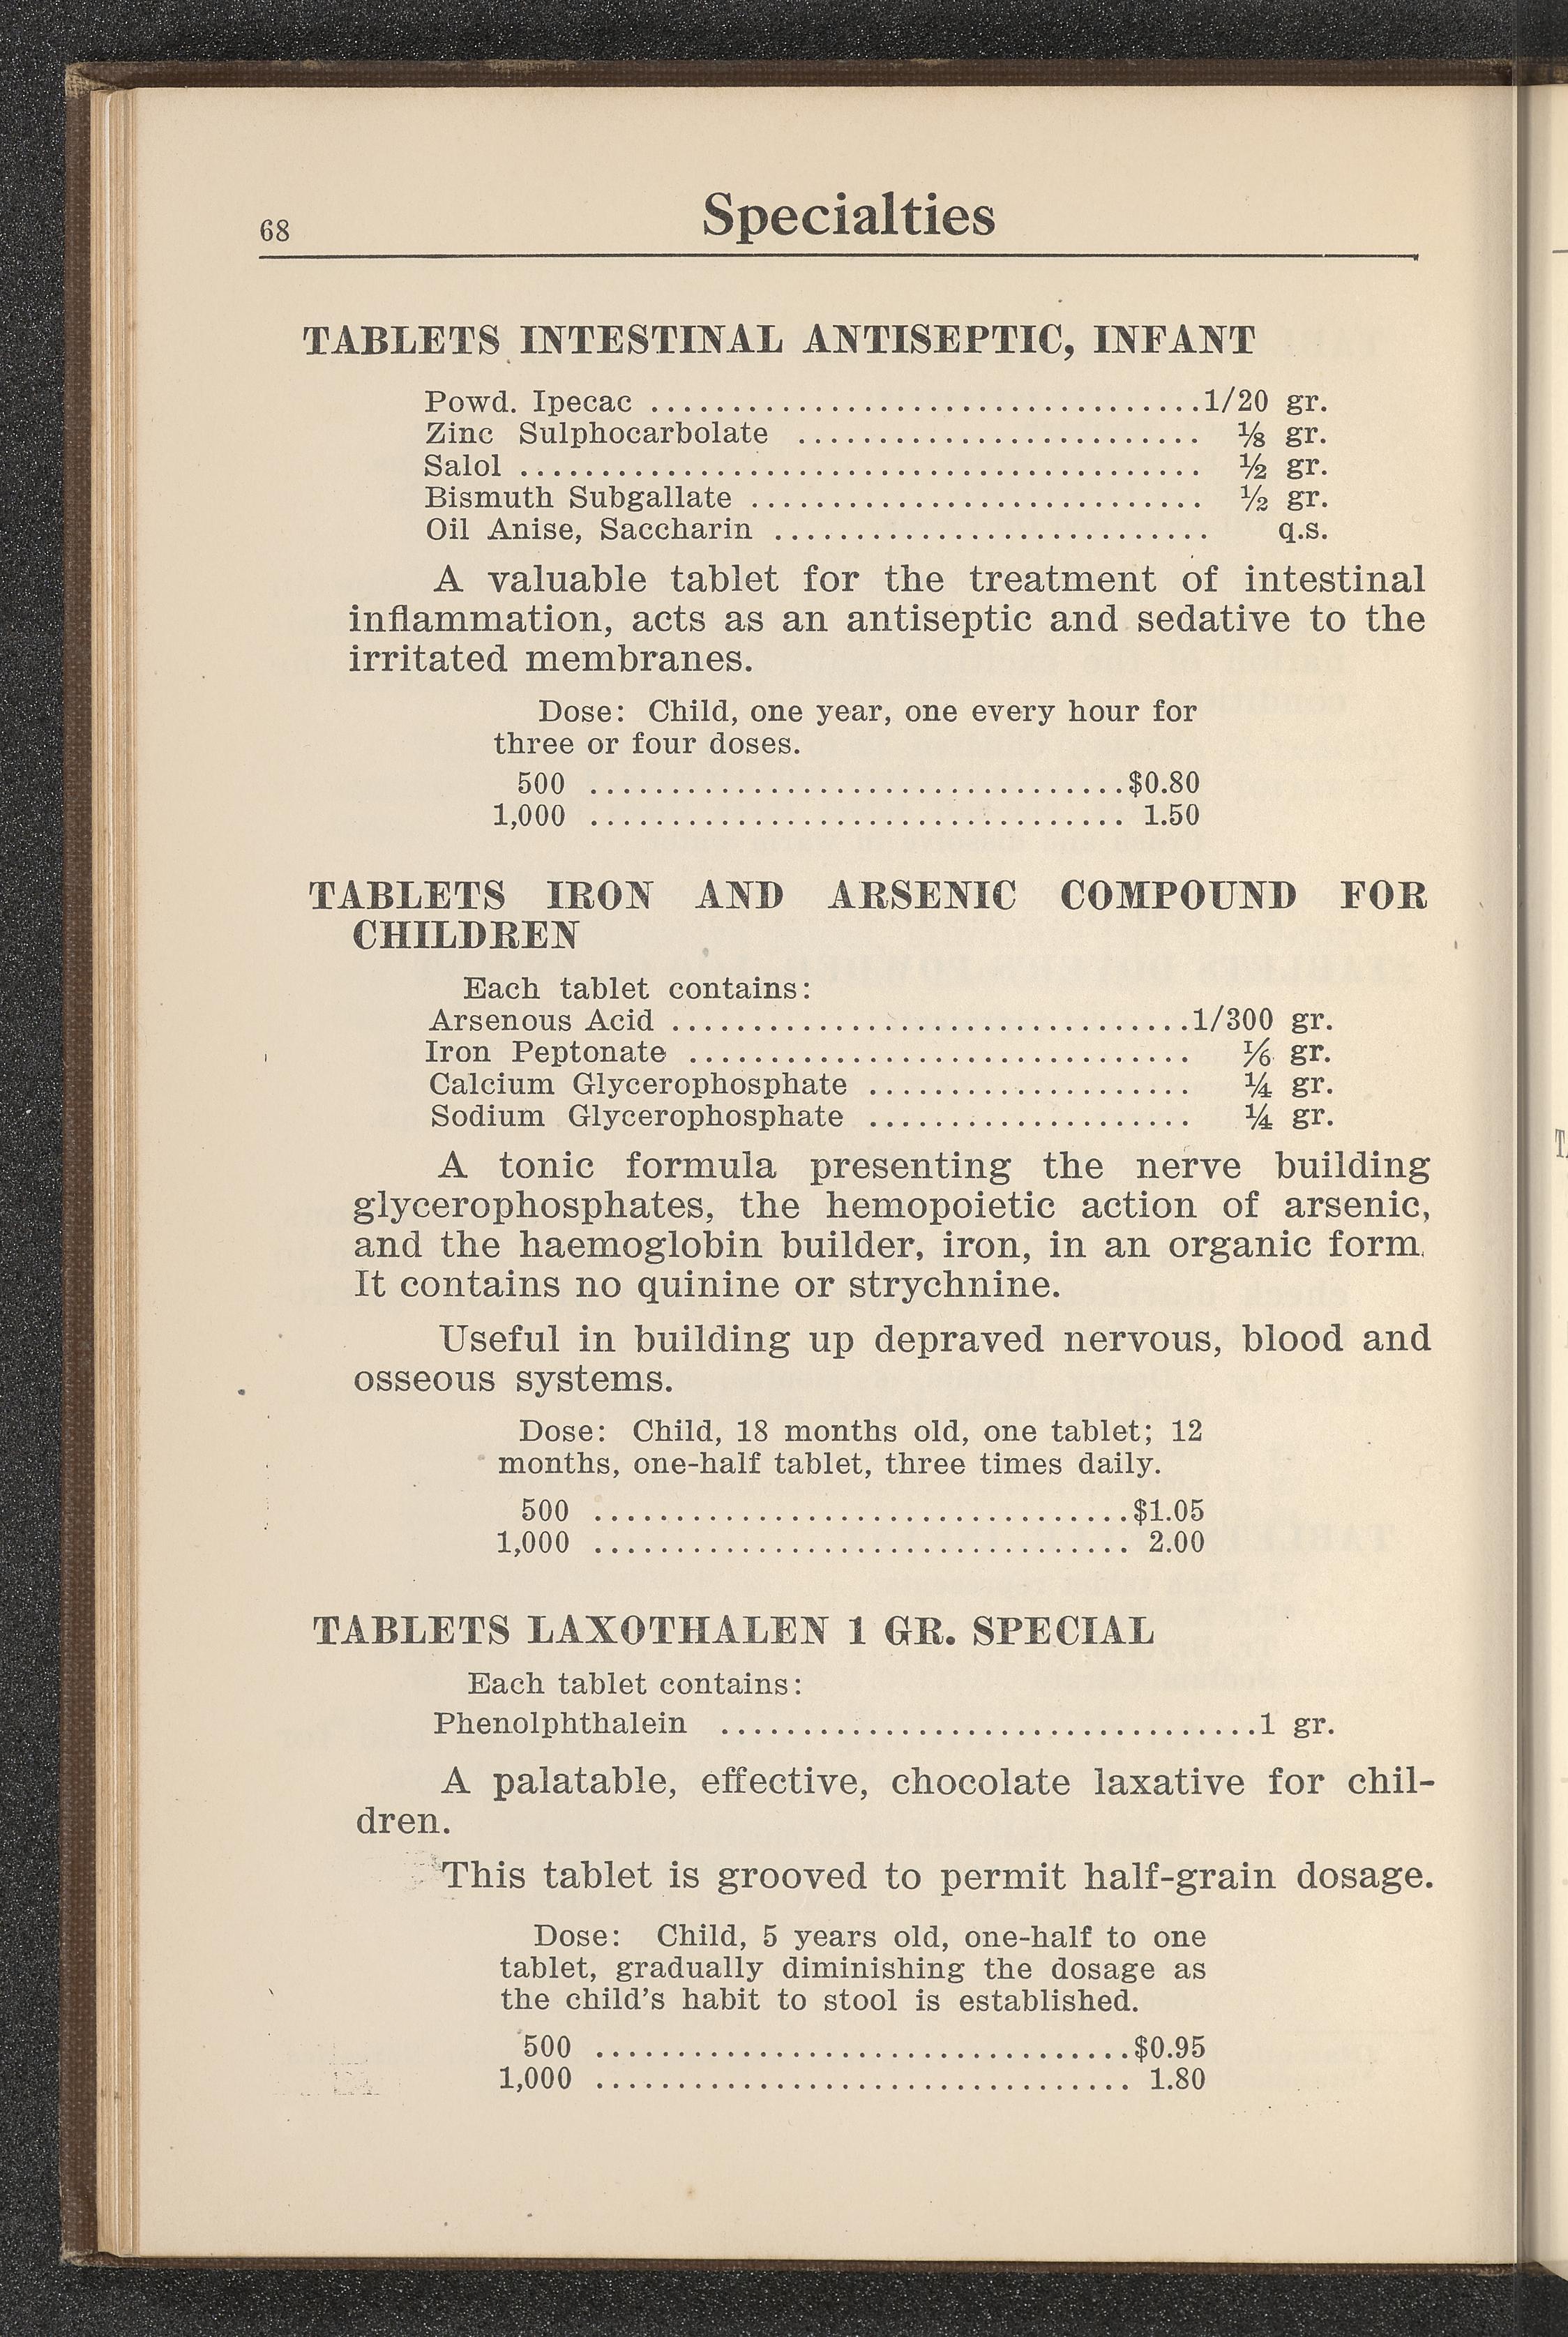 68
Specialties
TABLETS INTESTINAL ANTISEPTIC, INFANT
Powd. Ipecac ..................................1/20 gr.
Zinc Sulphocarbolate ......................... ⅛ gr.
Salol .......................................... ½ gr.
Bismuth Subgallate ............................ ½ gr.
Oil Anise, Saccharin ........................... q.s.
A valuable tablet for the treatment of intestinal
inflammation, acts as an antiseptic and sedative to the
irritated membranes.
Dose: Child, one year, one every hour for
three or four doses.
500 .................................$0.80
1,000 ................................. 1.50
TABLETS IRON AND ARSENIC COMPOUND FOR
CHILDREN
Each tablet contains:
Arsenous Acid ................................1/300 gr.
Iron Peptonate ............................... ⅙ gr.
Calcium Glycerophosphate .................... ¼ gr.
Sodium Glycerophosphate .................... ¼ gr.
A tonic formula presenting the nerve building
glycerophosphates, the hemopoietic action of arsenic,
and the haemoglobin builder, iron, in an organic form.
It contains no quinine or strychnine.
Useful in building up depraved nervous, blood and
osseous systems.
Dose: Child, 18 months old, one tablet; 12
months, one-half tablet, three times daily.
500 .................................$1.05
1,000 ................................. 2.00
TABLETS LAXOTHALEN 1 GR. SPECIAL
Each tablet contains:
Phenolphthalein .................................1 gr.
A palatable, effective, chocolate laxative for chil-
dren.
This tablet is grooved to permit half-grain dosage.
Dose: Child, 5 years old, one-half to one
tablet, gradually diminishing the dosage as
the child's habit to stool is established.
500 .................................$0.95
1,000 ................................. 1.80